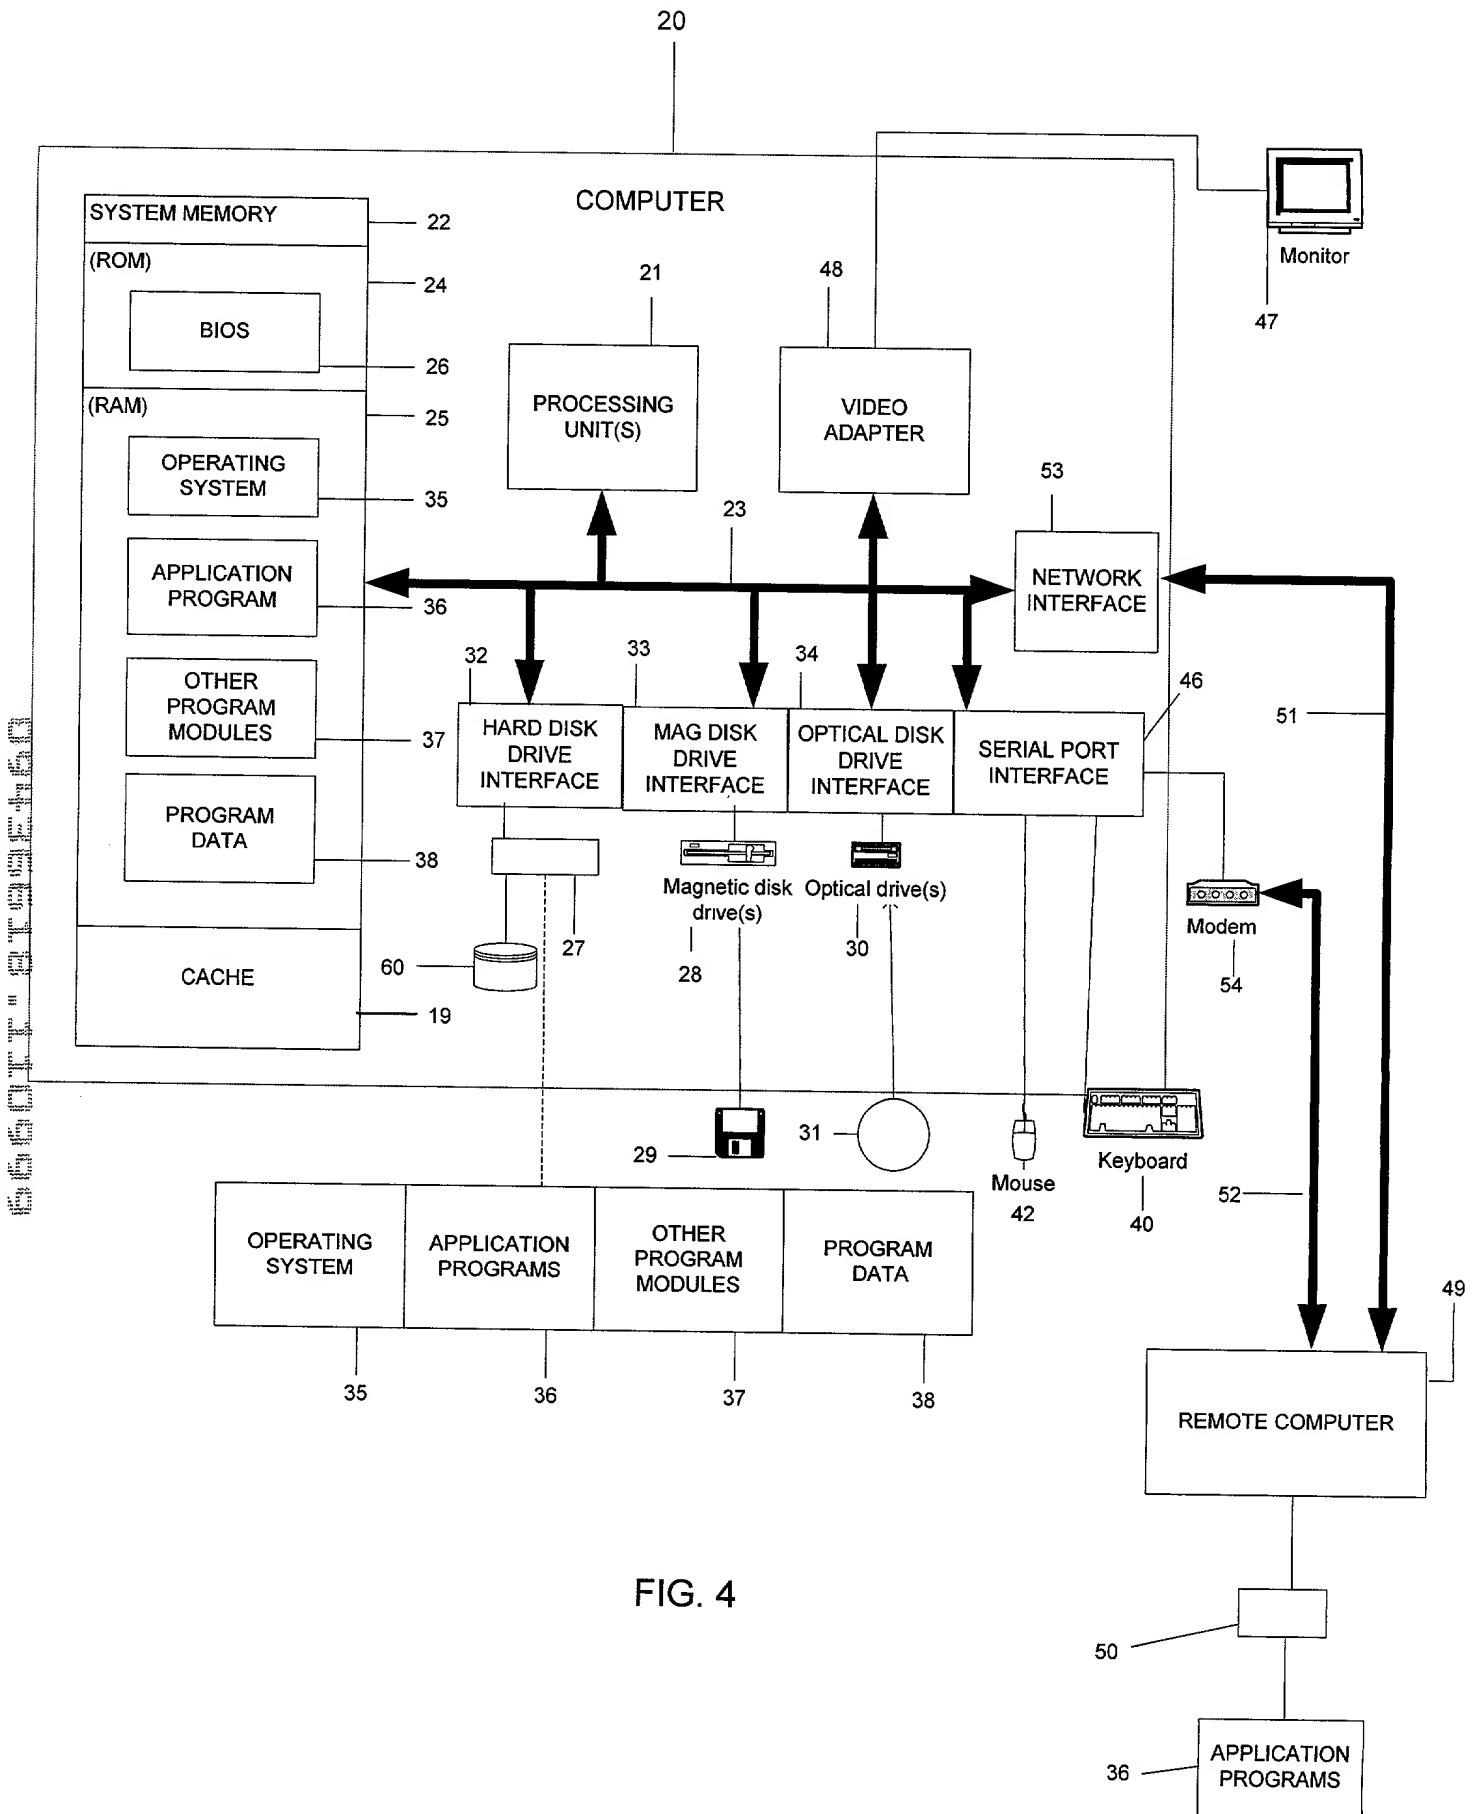 20
COMPUTER
SYSTEM MEMORY
22
(ROM)
24
BIOS
26
(RAM)
25
OPERATING
SYSTEM
35
APPLICATION
PROGRAM
36
OTHER
PROGRAM
MODULES
37
PROGRAM
DATA
38
CACHE
19
21
PROCESSING
UNIT(S)
48
VIDEO
ADAPTER
Monitor
47
23
53
NETWORK
INTERFACE
32
HARD DISK
DRIVE
INTERFACE
33
MAG DISK
DRIVE
INTERFACE
34
OPTICAL DISK
DRIVE
INTERFACE
46
SERIAL PORT
INTERFACE
51
27
60
Magnetic disk
drive(s)
28
Optical drive(s)
30
Modem
54
29
31
Mouse
42
Keyboard
40
52
OPERATING
SYSTEM
APPLICATION
PROGRAMS
OTHER
PROGRAM
MODULES
PROGRAM
DATA
35
36
37
38
49
REMOTE COMPUTER
50
36
APPLICATION
PROGRAMS
FIG. 4